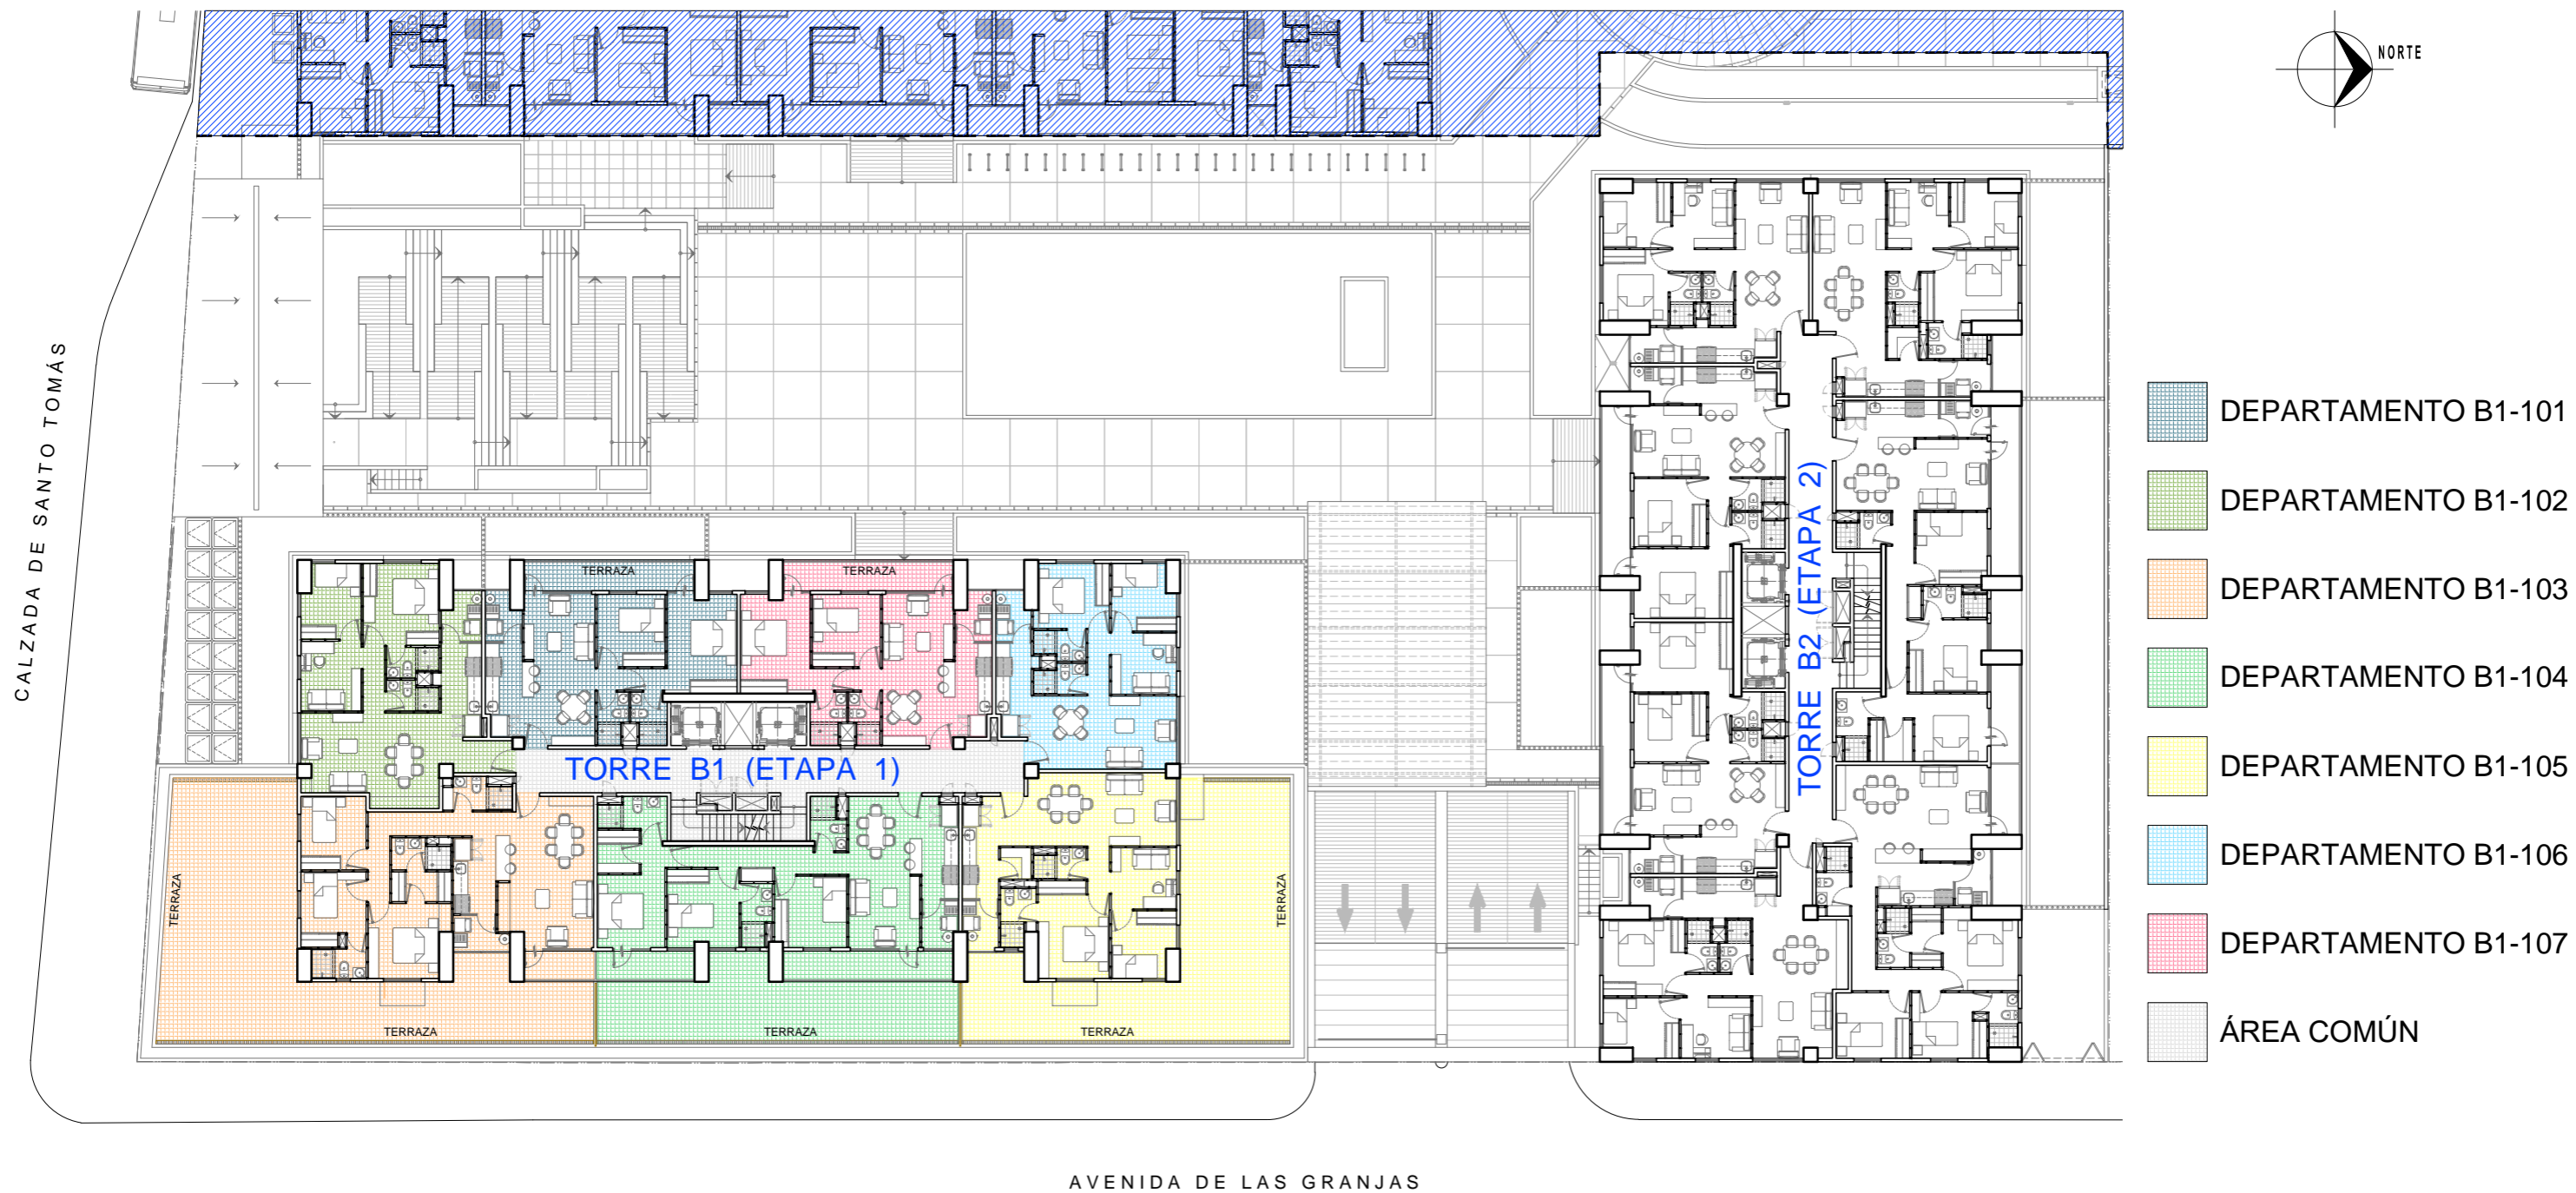 NORTE
CALZADA DE SANTO TOMÁS
TERRAZA
TERRAZA
TORRE B1 (ETAPA 1)
TORRE B2 (ETAPA 2)
TERRAZA
TERRAZA
TERRAZA
TERRAZA
TERRAZA
DEPARTAMENTO B1-101
DEPARTAMENTO B1-102
DEPARTAMENTO B1-103
DEPARTAMENTO B1-104
DEPARTAMENTO B1-105
DEPARTAMENTO B1-106
DEPARTAMENTO B1-107
ÁREA COMÚN
AVENIDA DE LAS GRANJAS